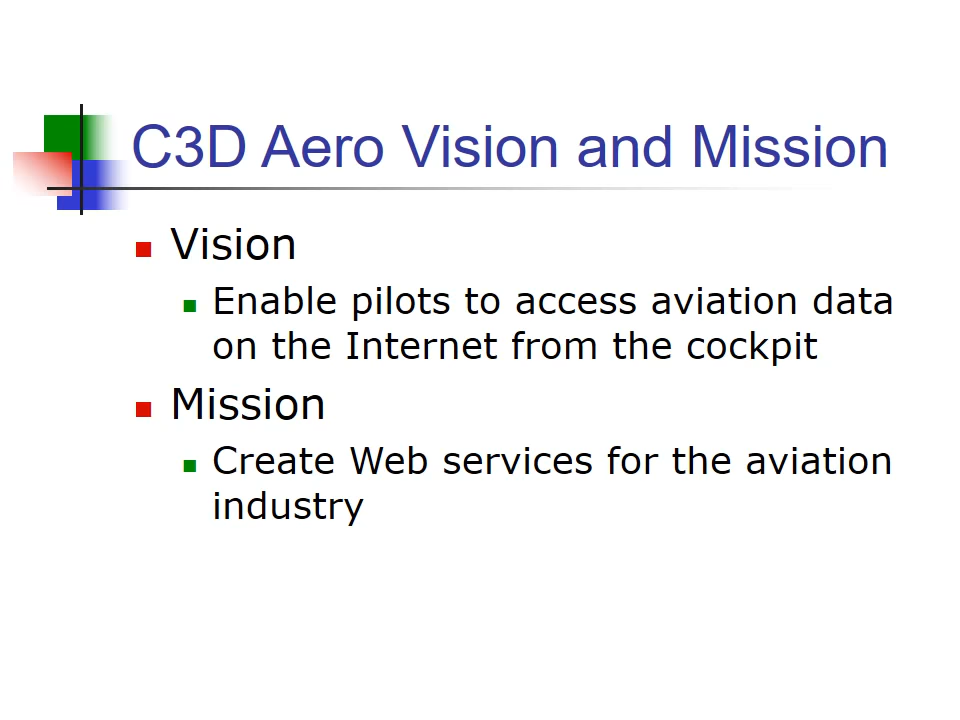 C3D Aero Vision and Mission
Vision
Enable pilots to access aviation data
on the Internet from the cockpit
Mission
Create Web services for the aviation
industry